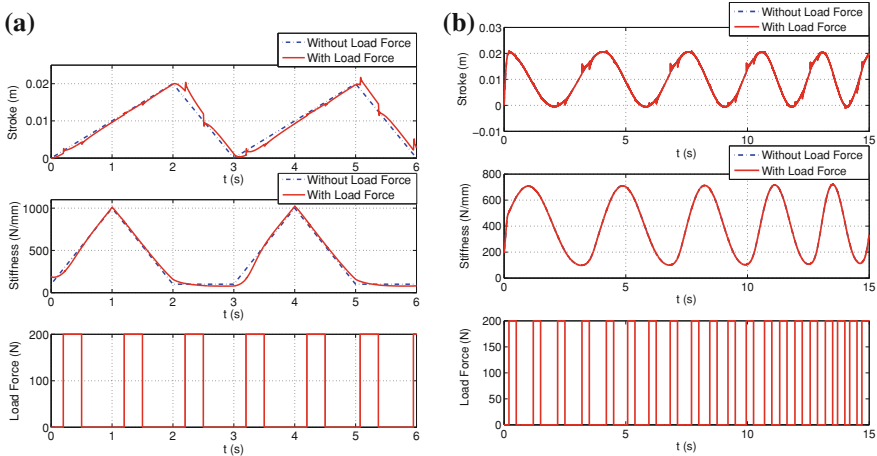 (a)
Without Load Force
With Load Force
Stroke (m)
0.02
0.01
0
0 1 2 3 4 5 6
t (s)
Without Load Force
With Load Force
Stiffness (N/mm)
1000
500
0
0 1 2 3 4 5 6
t (s)
Load Force (N)
200
100
0
0 1 2 3 4 5 6
t (s)
(b)
Without Load Force
With Load Force
Stroke (m)
0.03
0.02
0.01
0
−0.01
0 5 10 15
t (s)
Without Load Force
With Load Force
Stiffness (N/mm)
800
600
400
200
0
0 5 10 15
t (s)
Load Force (N)
200
150
100
50
0
0 5 10 15
t (s)